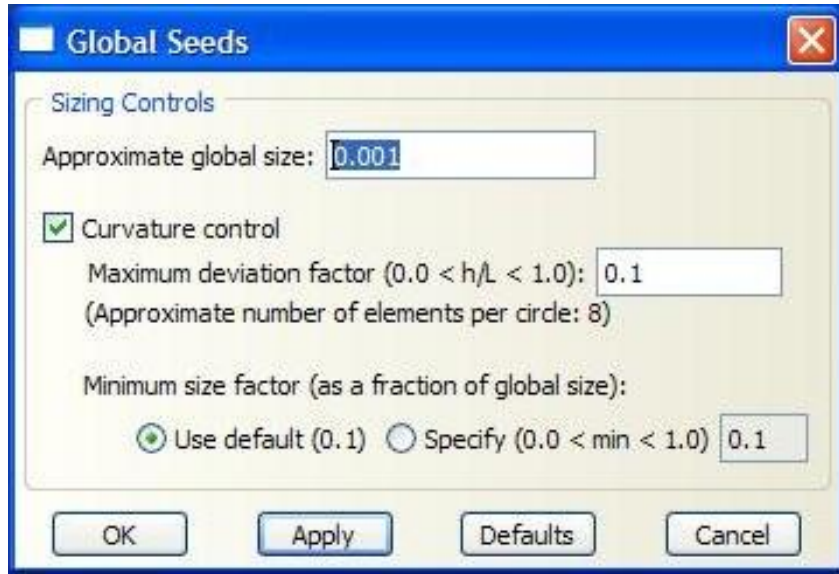 Global Seeds
Sizing Controls
Approximate global size: 0.001
Curvature control
Maximum deviation factor (0.0 < h/L < 1.0): 0.1
(Approximate number of elements per circle: 8)
Minimum size factor (as a fraction of global size):
Use default (0.1) Specify (0.0 < min < 1.0) 0.1
OK Apply Defaults Cancel